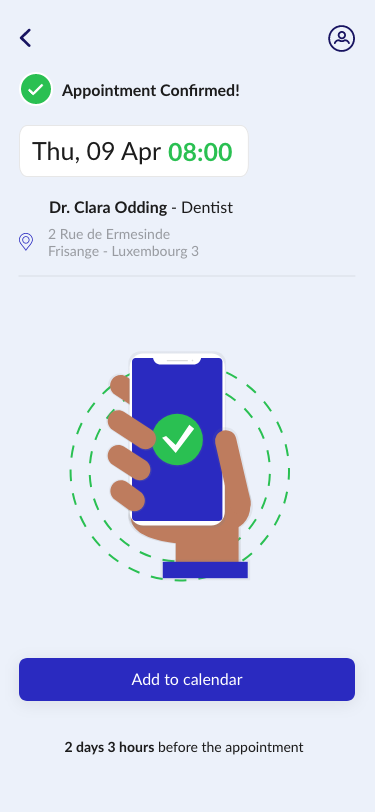 Appointment Confirmed!
Thu, 09 Apr 08:00
Dr. Clara Odding - Dentist
2 Rue de Ermesinde
Frisange - Luxembourg 3
Add to calendar
2 days 3 hours before the appointment